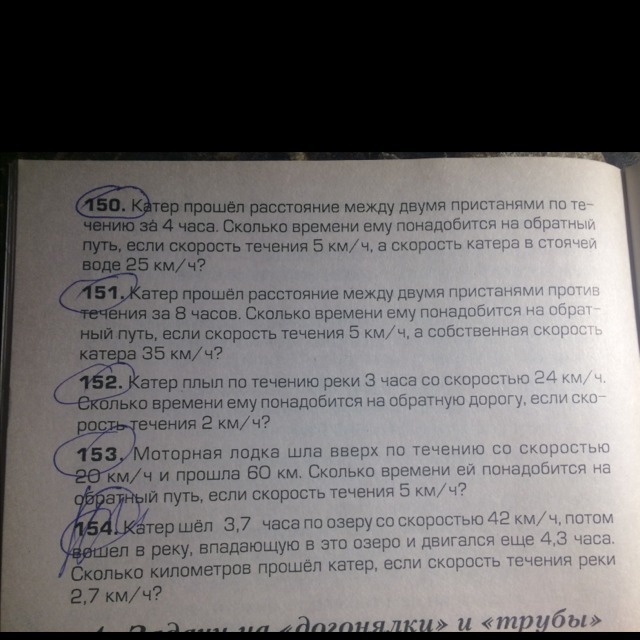 150. Катер прошёл расстояние между двумя пристанями по те-
чению за 4 часа. Сколько времени ему понадобится на обратный
путь, если скорость течения 5 км/ч, а скорость катера в стоячей
воде 25 км/ч?
151. Катер прошёл расстояние между двумя пристанями против
течения за 8 часов. Сколько времени ему понадобится на обрат-
ный путь, если скорость течения 5 км/ч, а собственная скорость
катера 35 км/ч?
152. Катер плыл по течению реки 3 часа со скоростью 24 км/ч.
Сколько времени ему понадобится на обратную дорогу, если ско-
рость течения 2 км/ч?
153. Моторная лодка шла вверх по течению со скоростью
20 км/ч и прошла 60 км. Сколько времени ей понадобится на
обратный путь, если скорость течения 5 км/ч?
154. Катер шёл 3,7 часа по озеру со скоростью 42 км/ч, потом
вошел в реку, впадающую в это озеро и двигался еще 4,3 часа.
Сколько километров прошёл катер, если скорость течения реки
2,7 км/ч?
Задачи на «догонялки» и «трубы»